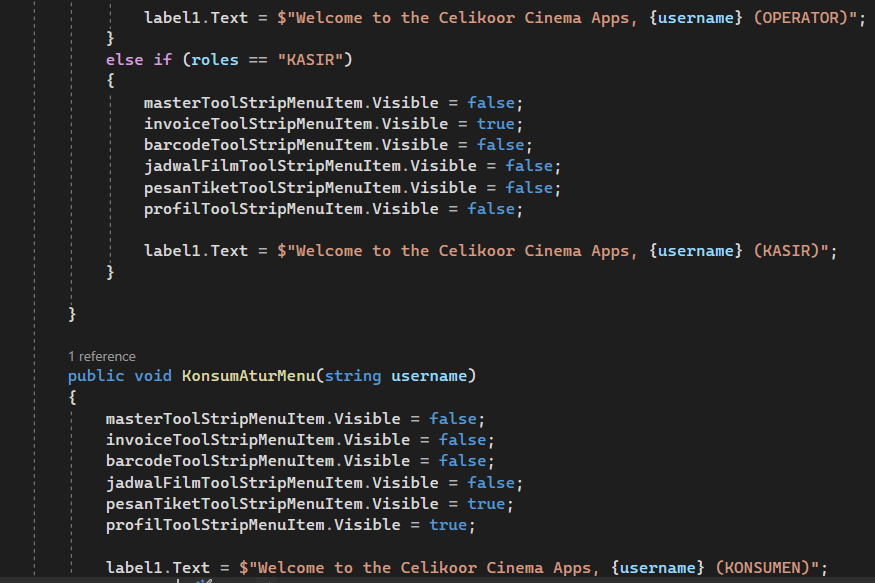 label1.Text = $"Welcome to the Celikoor Cinema Apps, {username} (OPERATOR)";
}
else if (roles == "KASIR")
{
masterToolStripMenuItem.Visible = false;
invoiceToolStripMenuItem.Visible = true;
barcodeToolStripMenuItem.Visible = false;
jadwalFilmToolStripMenuItem.Visible = false;
pesanTiketToolStripMenuItem.Visible = false;
profilToolStripMenuItem.Visible = false;
label1.Text = $"Welcome to the Celikoor Cinema Apps, {username} (KASIR)";
}
}
1 reference
public void KonsumAturMenu(string username)
{
masterToolStripMenuItem.Visible = false;
invoiceToolStripMenuItem.Visible = false;
barcodeToolStripMenuItem.Visible = false;
jadwalFilmToolStripMenuItem.Visible = false;
pesanTiketToolStripMenuItem.Visible = true;
profilToolStripMenuItem.Visible = true;
label1.Text = $"Welcome to the Celikoor Cinema Apps, {username} (KONSUMEN)";